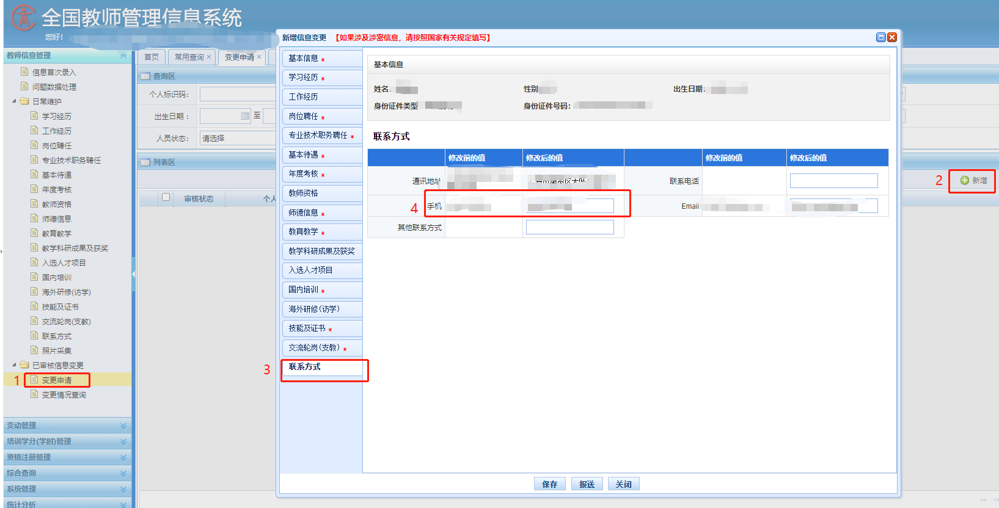 全国教师管理信息系统
您好!
教师信息管理
信息首次录入
问题数据处理
日常维护
学习经历
工作经历
岗位聘任
专业技术职务聘任
基本待遇
年度考核
教师资格
师德信息
教育教学
教学科研成果及获奖
入选人才项目
国内培训
海外研修(访学)
技能及证书
交流轮岗(支教)
联系方式
照片采集
已审核信息变更
1 变更申请
变更情况查询
变动管理
培训学分(学时)管理
资格注册管理
综合查询
系统管理
统计分析
首页 常用查询 × 变更申请 ×
查询区
个人标识码:
出生日期: 至
人员状态: 请选择
列表区
2 新增
审核状态 个人
新增信息变更 【如果涉及涉密信息，请按照国家有关规定填写】
基本信息 *
学习经历 *
工作经历
岗位聘任 *
专业技术职务聘任 *
基本待遇 *
年度考核 *
教师资格
师德信息 *
教育教学 *
教学科研成果及获奖
入选人才项目
国内培训 *
海外研修(访学)
技能及证书 *
交流轮岗(支教) *
3 联系方式
基本信息
姓名 性别 出生日期:
身份证件类型 身份证件号码:
联系方式
修改前的值 修改后的值 修改前的值 修改后的值
通讯地址 联系电话
4 手机 Email
其他联系方式
保存 报送 关闭